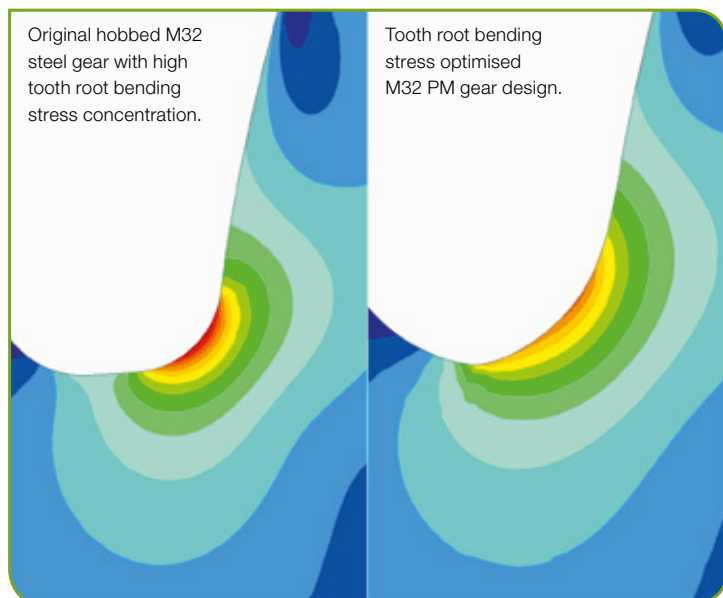 Original hobbed M32
steel gear with high
tooth root bending
stress concentration.
Tooth root bending
stress optimised
M32 PM gear design.